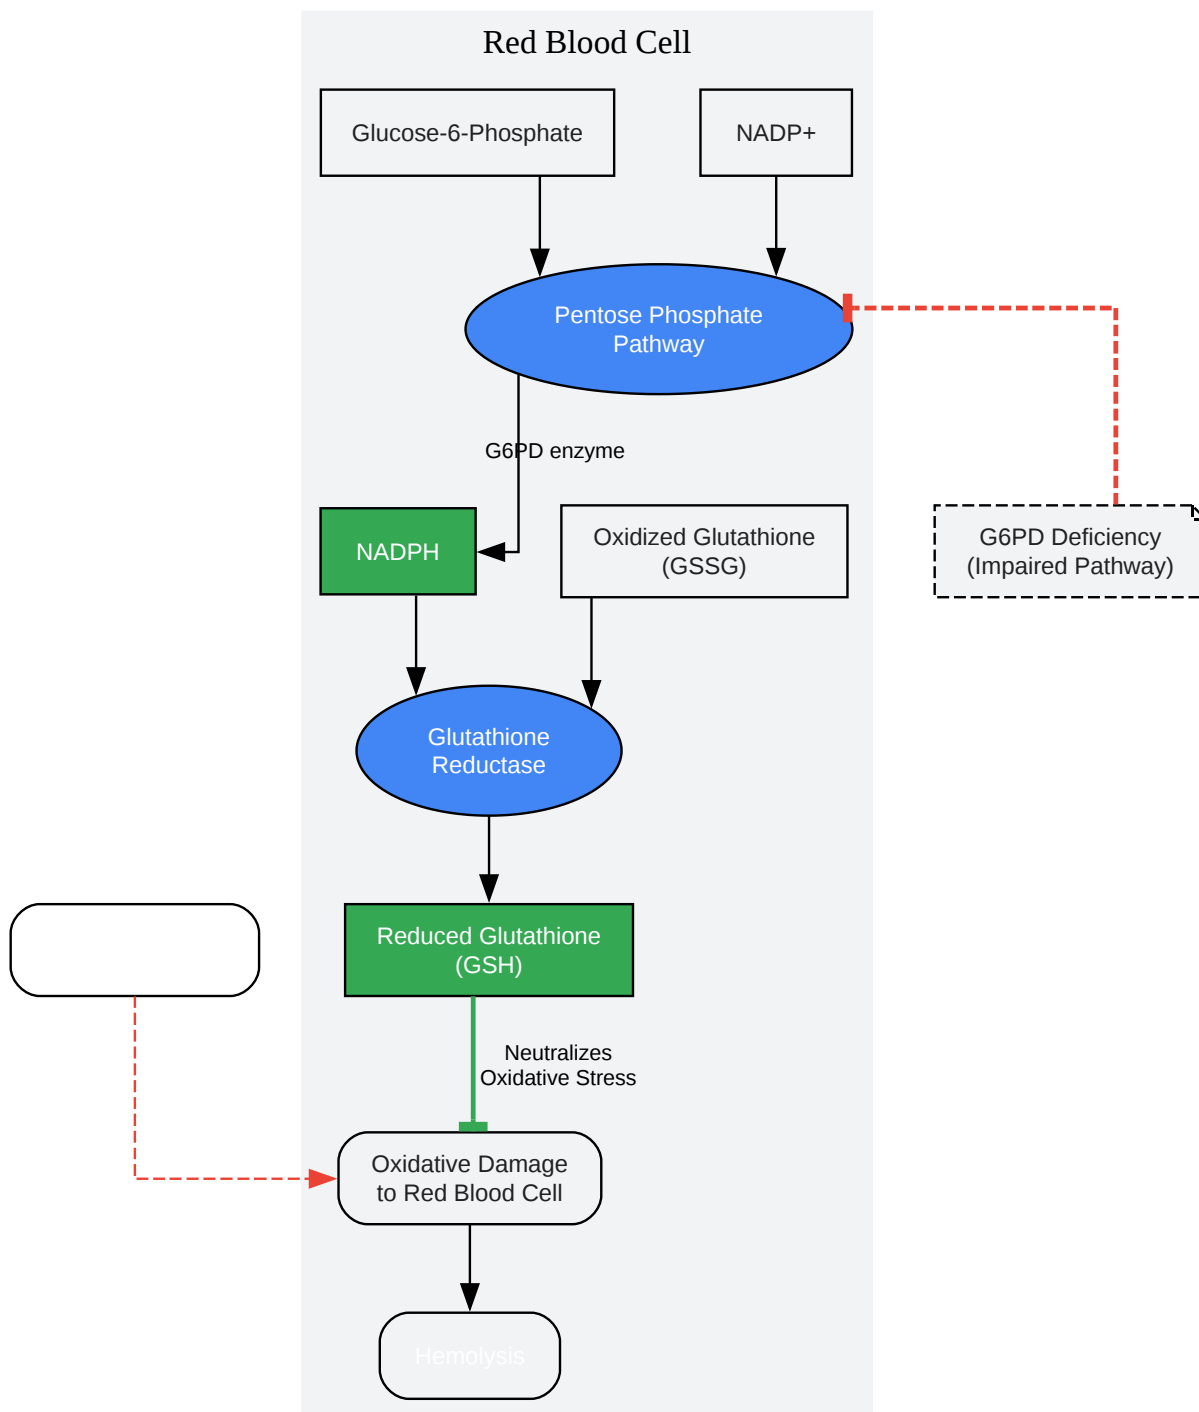 Red Blood Cell
Glucose-6-Phosphate
NADP+
Pentose Phosphate
Pathway
G6PD enzyme
NADPH
Oxidized Glutathione
(GSSG)
G6PD Deficiency
(Impaired Pathway)
Glutathione
Reductase
Reduced Glutathione
(GSH)
Neutralizes
Oxidative Stress
Oxidative Damage
to Red Blood Cell
Hemolysis